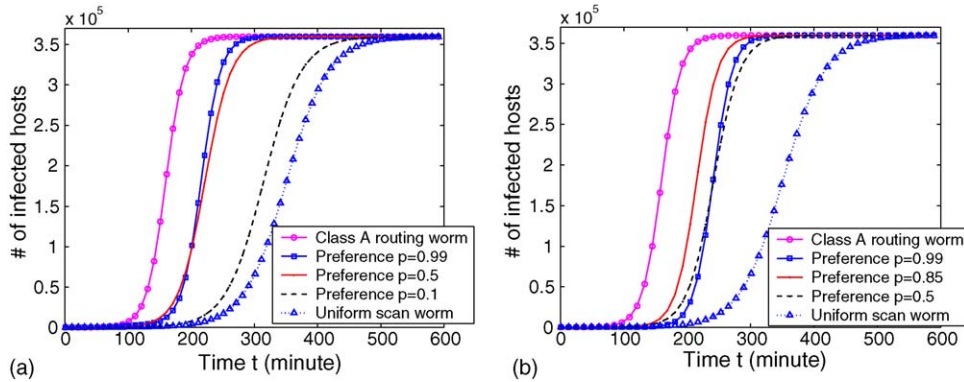 x 10⁵
3.5
3
2.5
2
1.5
1
0.5
0
# of infected hosts
0 100 200 300 400 500 600
Time t (minute)
Class A routing worm
Preference p=0.99
Preference p=0.5
Preference p=0.1
Uniform scan worm
(a)
x 10⁵
3.5
3
2.5
2
1.5
1
0.5
0
# of infected hosts
0 100 200 300 400 500 600
Time t (minute)
Class A routing worm
Preference p=0.99
Preference p=0.85
Preference p=0.5
Uniform scan worm
(b)